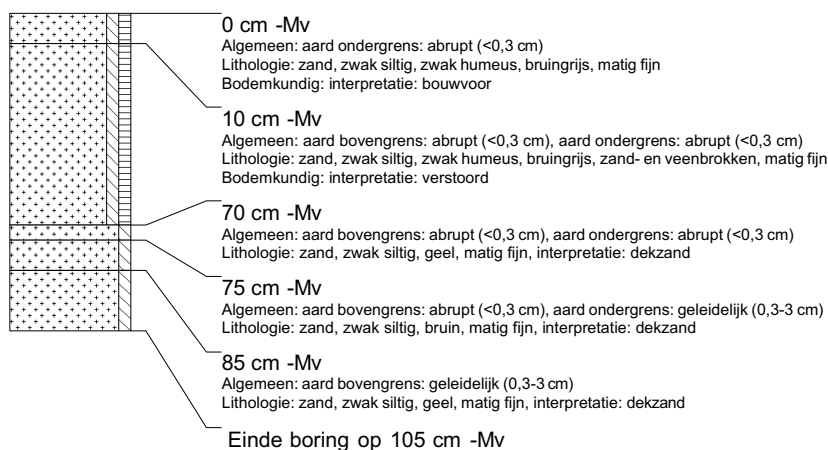 0 cm -Mv
Algemeen: aard ondergrens: abrupt (<0,3 cm)
Lithologie: zand, zwak siltig, zwak humeus, bruingrijs, matig fijn
Bodemkundig: interpretatie: bouwvoor
10 cm -Mv
Algemeen: aard bovengrens: abrupt (<0,3 cm), aard ondergrens: abrupt (<0,3 cm)
Lithologie: zand, zwak siltig, zwak humeus, bruingrijs, zand- en veenbrokken, matig fijn
Bodemkundig: interpretatie: verstoord
70 cm -Mv
Algemeen: aard bovengrens: abrupt (<0,3 cm), aard ondergrens: abrupt (<0,3 cm)
Lithologie: zand, zwak siltig, geel, matig fijn, interpretatie: dekzand
75 cm -Mv
Algemeen: aard bovengrens: abrupt (<0,3 cm), aard ondergrens: geleidelijk (0,3-3 cm)
Lithologie: zand, zwak siltig, bruin, matig fijn, interpretatie: dekzand
85 cm -Mv
Algemeen: aard bovengrens: geleidelijk (0,3-3 cm)
Lithologie: zand, zwak siltig, geel, matig fijn, interpretatie: dekzand
Einde boring op 105 cm -Mv